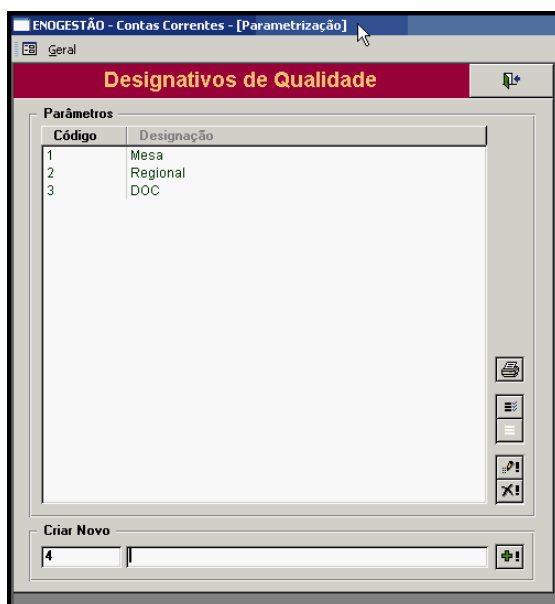 ENOGESTÃO - Contas Correntes - [Parametrização]
Geral
Designativos de Qualidade
Parâmetros
Código Designação
1 Mesa
2 Regional
3 DOC
Criar Novo
4